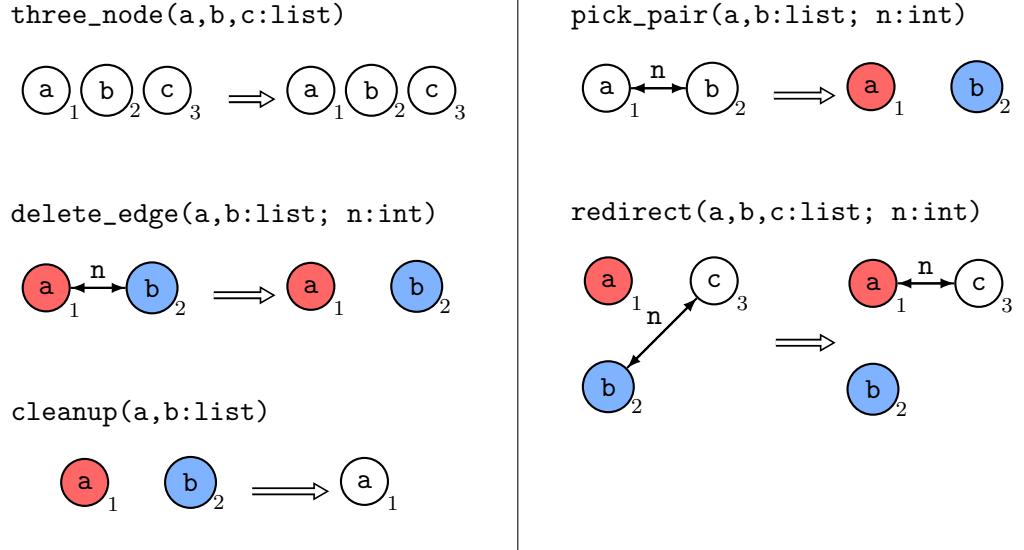 three_node(a,b,c:list)
a 1 b 2 c 3 a 1 b 2 c 3
delete_edge(a,b:list; n:int)
a 1 n b 2 a 1 b 2
cleanup(a,b:list)
a 1 b 2 a 1
pick_pair(a,b:list; n:int)
a 1 n b 2 a 1 b 2
redirect(a,b,c:list; n:int)
a 1 c 3 a 1 n c 3
n
b 2 b 2